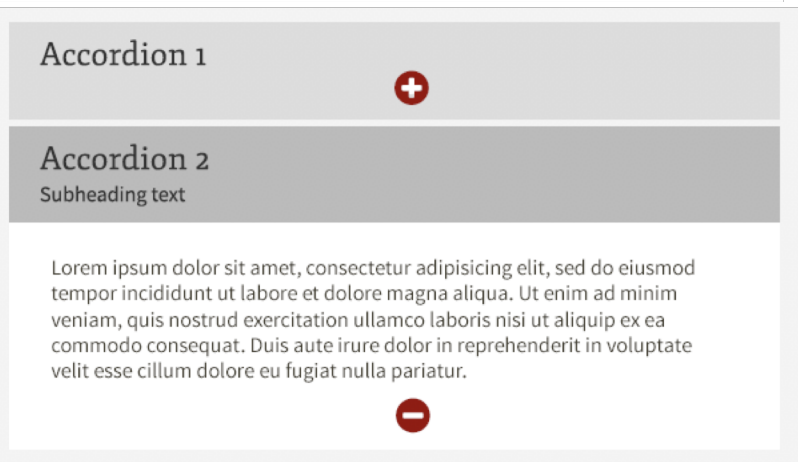 Accordion 1
Accordion 2
Subheading text
Lorem ipsum dolor sit amet, consectetur adipisicing elit, sed do eiusmod
tempor incididunt ut labore et dolore magna aliqua. Ut enim ad minim
veniam, quis nostrud exercitation ullamco laboris nisi ut aliquip ex ea
commodo consequat. Duis aute irure dolor in reprehenderit in voluptate
velit esse cillum dolore eu fugiat nulla pariatur.